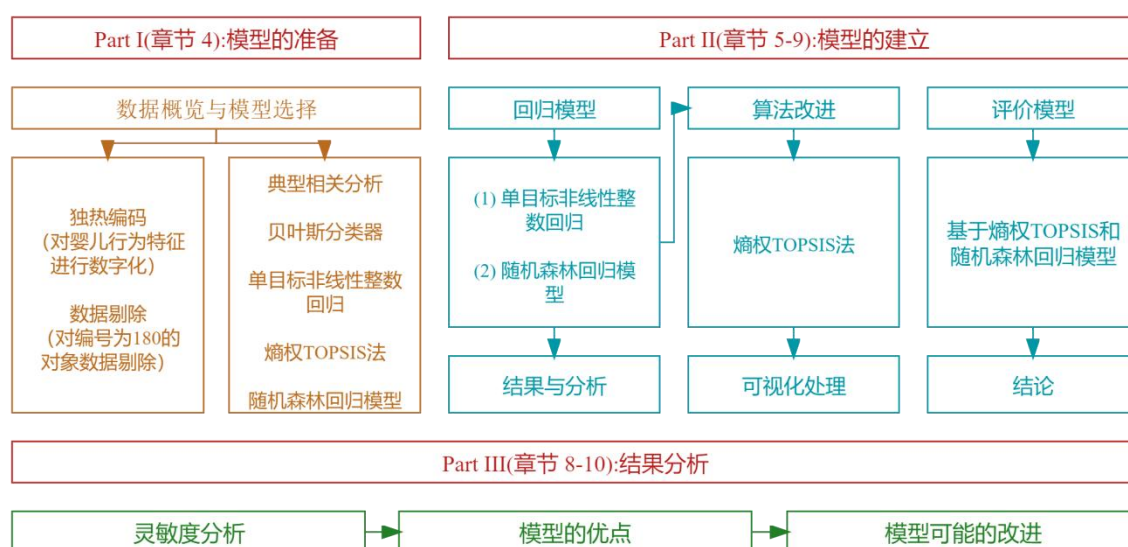 Part I(章节 4):模型的准备
Part II(章节 5-9):模型的建立
数据概览与模型选择
独热编码
(对婴儿行为特征
进行数字化)
数据剔除
(对编号为180的
对象数据剔除)
典型相关分析
贝叶斯分类器
单目标非线性整数
回归
熵权TOPSIS法
随机森林回归模型
回归模型
(1) 单目标非线性整
数回归
(2) 随机森林回归模
型
结果与分析
算法改进
熵权TOPSIS法
可视化处理
评价模型
基于熵权TOPSIS和
随机森林回归模型
结论
Part III(章节 8-10):结果分析
灵敏度分析
模型的优点
模型可能的改进